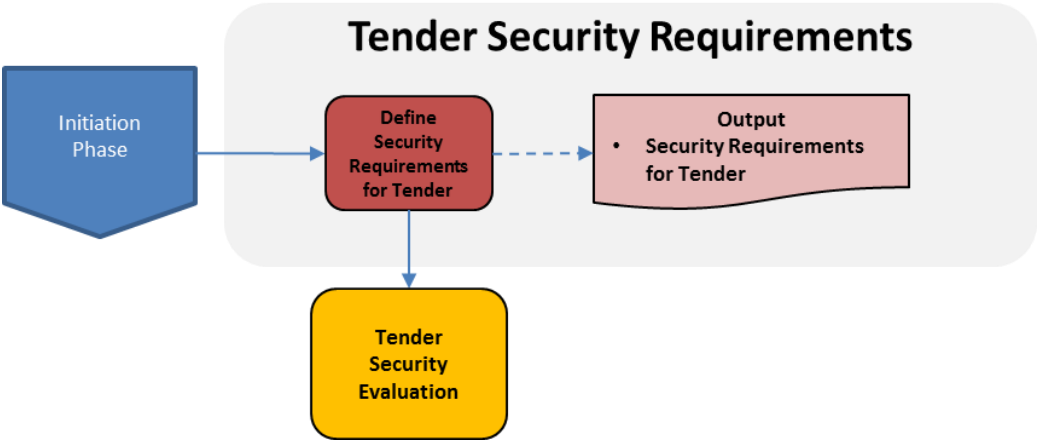 Tender Security Requirements
Initiation
Phase
Define
Security
Requirements
for Tender
Output
• Security Requirements
for Tender
Tender
Security
Evaluation